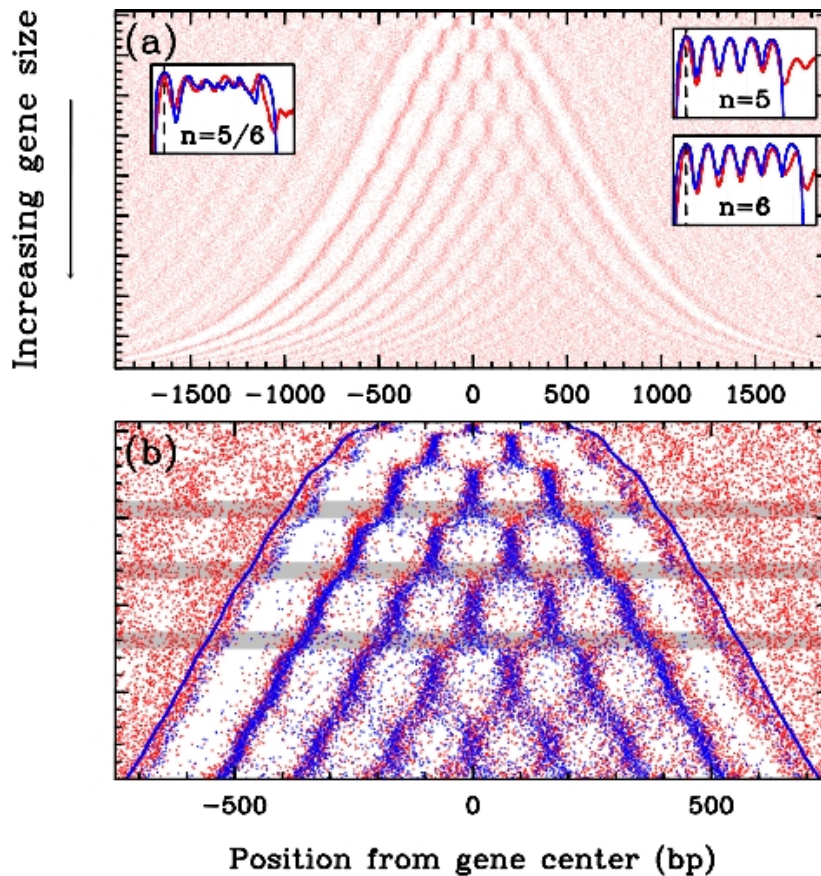 (a)
Increasing gene size
n=5/6
n=5
n=6
−1500 −1000 −500 0 500 1000 1500
(b)
−500 0 500
Position from gene center (bp)